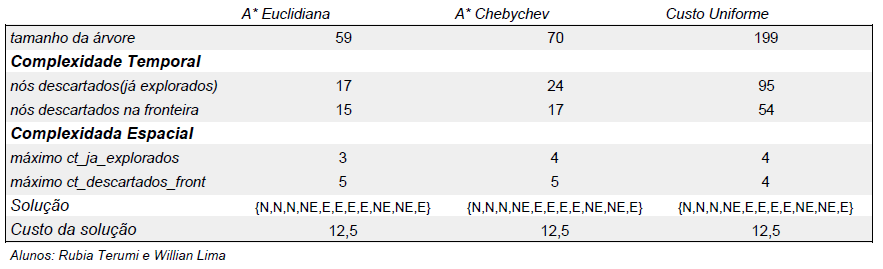 A* Euclidiana A* Chebychev Custo Uniforme
tamanho da árvore 59 70 199
Complexidade Temporal
nós descartados(já explorados) 17 24 95
nós descartados na fronteira 15 17 54
Complexidada Espacial
máximo ct_ja_explorados 3 4 4
máximo ct_descartados_front 5 5 4
Solução {N,N,N,NE,E,E,E,E,NE,NE,E} {N,N,N,NE,E,E,E,E,NE,NE,E} {N,N,N,NE,E,E,E,E,NE,NE,E}
Custo da solução 12,5 12,5 12,5
Alunos: Rubia Terumi e Willian Lima